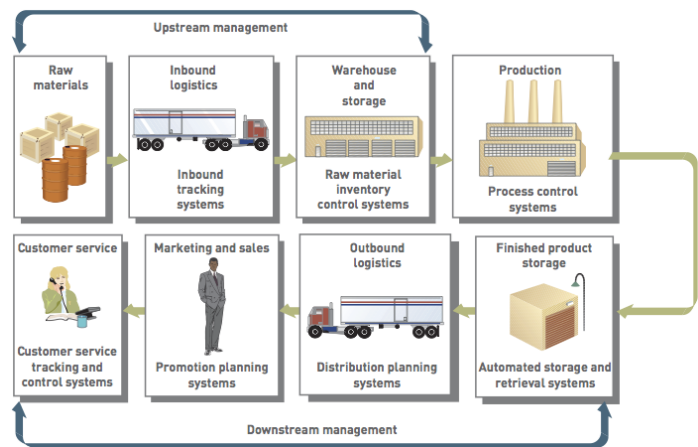 Upstream management
Raw
materials
Inbound
logistics
Inbound
tracking
systems
Warehouse
and
storage
Raw material
inventory
control systems
Production
Process control
systems
Customer service
Customer service
tracking and
control systems
Marketing and sales
Promotion planning
systems
Outbound
logistics
Distribution planning
systems
Finished product
storage
Automated storage and
retrieval systems
Downstream management